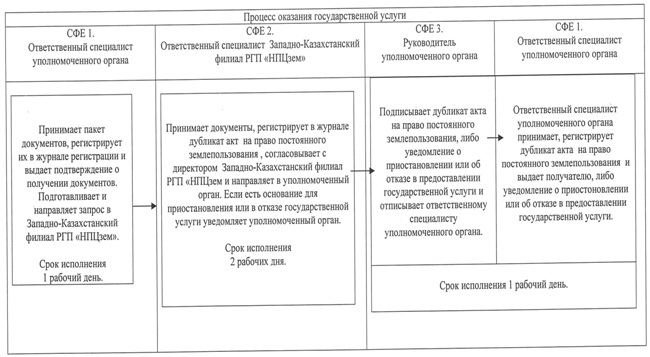 Процесс оказания государственной услуги
СФЕ 1.
Ответственный специалист
уполномоченного органа
СФЕ 2.
Ответственный специалист Западно-Казахстанский
филиал РГП «НПЦзем»
СФЕ 3.
Руководитель
уполномоченного органа
СФЕ 1.
Ответственный специалист
уполномоченного органа
Принимает пакет
документов, регистрирует
их в журнале регистрации и
выдает подтверждение о
получении документов.
Подготавливает и
направляет запрос в
Западно-Казахстанский
филиал РГП «НПЦзем».
Срок исполнения
1 рабочий день.
Принимает документы, регистрирует в журнале
дубликат акт на право постоянного
землепользования , согласовывает с
директором Западно-Казахстанский филиал
РГП «НПЦзем и направляет в уполномоченный
орган. Если есть основание для
приостановления или в отказе государственной
услуги уведомляет уполномоченный орган.
Срок исполнения
2 рабочих дня.
Подписывает дубликат акта
на право постоянного
землепользования, либо
уведомление о
приостановлении или об
отказе в предоставлении
государственной услуги и
отписывает ответственному
специалисту
уполномоченного органа.
Ответственный специалист
уполномоченного органа
принимает, регистрирует
дубликат акта на право
постоянного землепользования и
выдает получателю, либо
уведомление о приостоновлении
или об отказе в предоставлении
государственной услуги.
Срок исполнения 1 рабочий день.